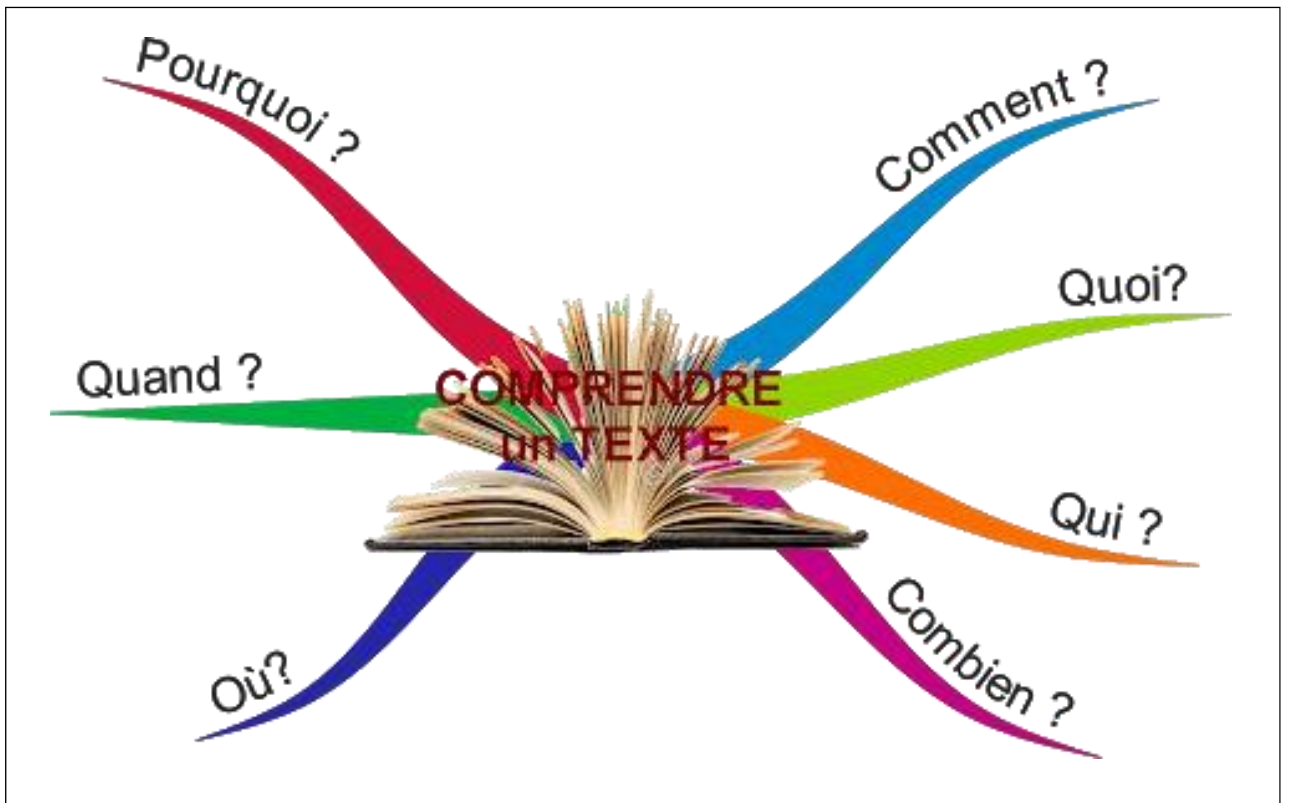 Pourquoi ?
Comment ?
Quoi?
Quand ?
COMPRENDRE
un TEXTE
Qui ?
Combien ?
Où?